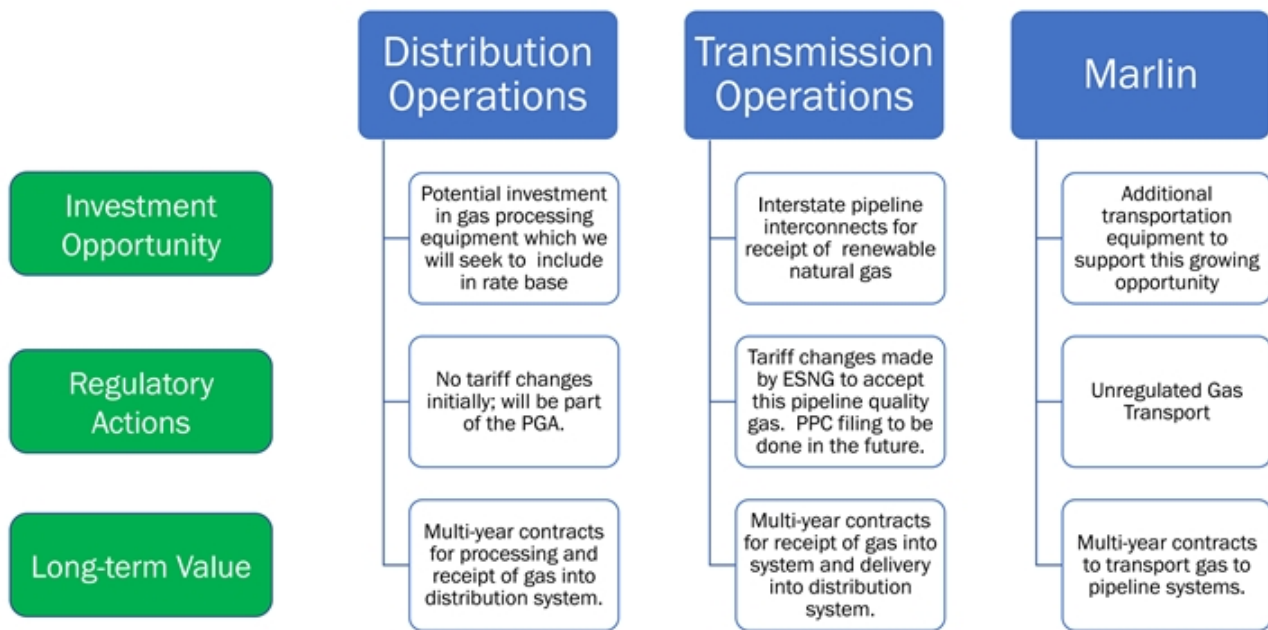 Distribution
Operations
Transmission
Operations
Marlin
Investment
Opportunity
Potential investment
in gas processing
equipment which we
will seek to include
in rate base
Interstate pipeline
interconnects for
receipt of renewable
natural gas
Additional
transportation
equipment to
support this growing
opportunity
Regulatory
Actions
No tariff changes
initially; will be part
of the PGA.
Tariff changes made
by ESNG to accept
this pipeline quality
gas. PPC filing to be
done in the future.
Unregulated Gas
Transport
Long-term Value
Multi-year contracts
for processing and
receipt of gas into
distribution system.
Multi-year contracts
for receipt of gas into
system and delivery
into distribution
system.
Multi-year contracts
to transport gas to
pipeline systems.